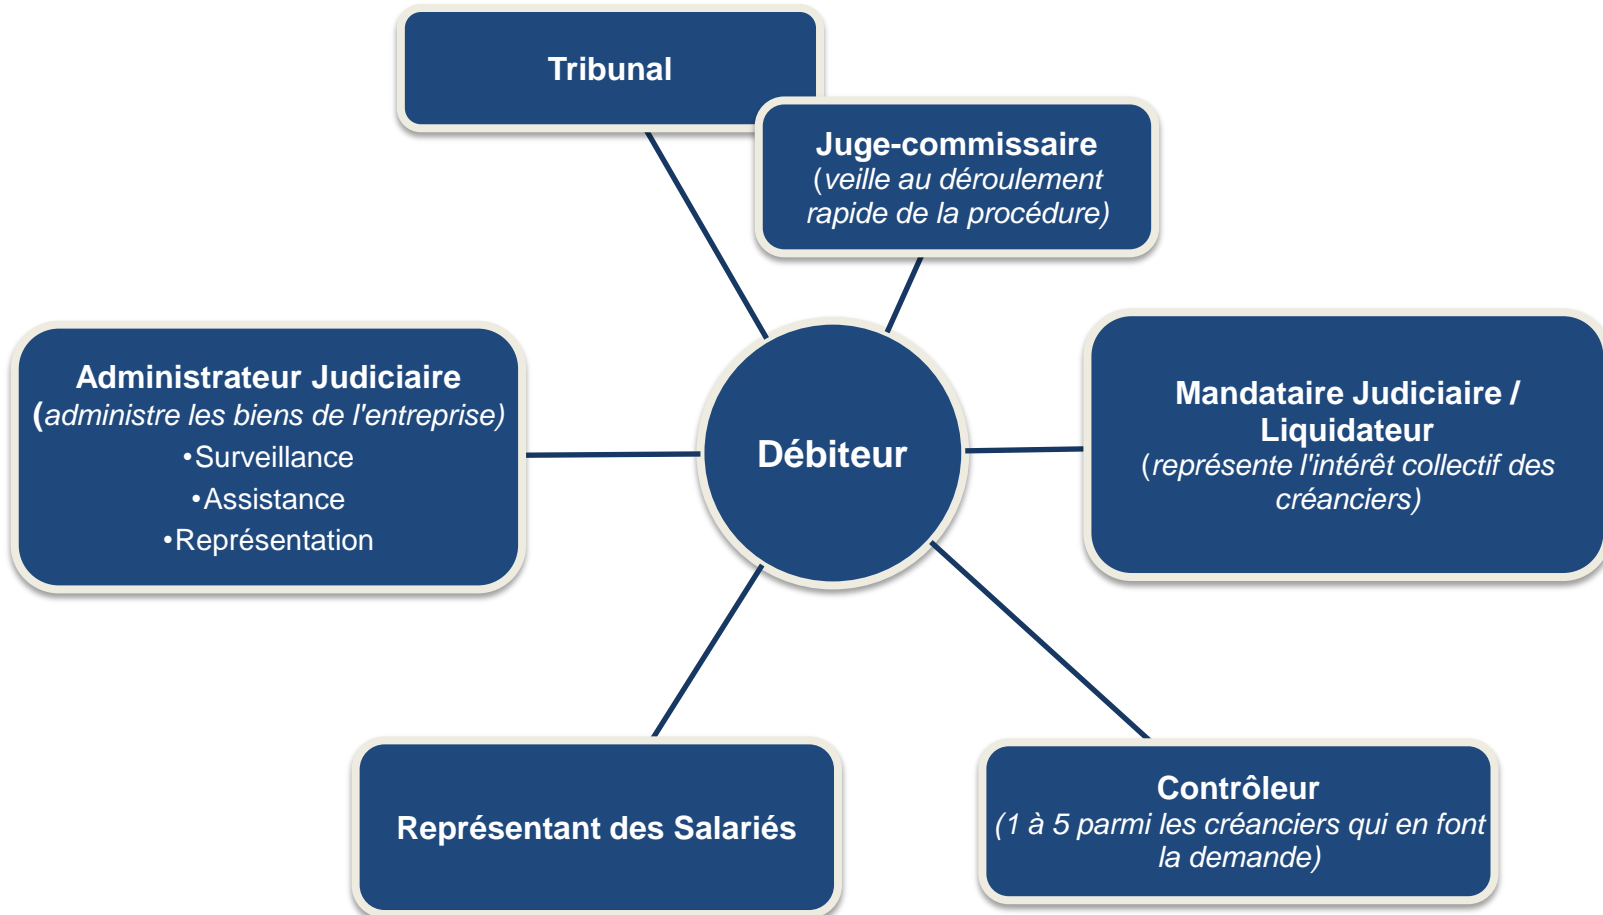 Tribunal
Juge-commissaire
(veille au déroulement
rapide de la procédure)
Administrateur Judiciaire
(administre les biens de l'entreprise)
•Surveillance
•Assistance
•Représentation
Débiteur
Mandataire Judiciaire /
Liquidateur
(représente l'intérêt collectif des
créanciers)
Représentant des Salariés
Contrôleur
(1 à 5 parmi les créanciers qui en font
la demande)